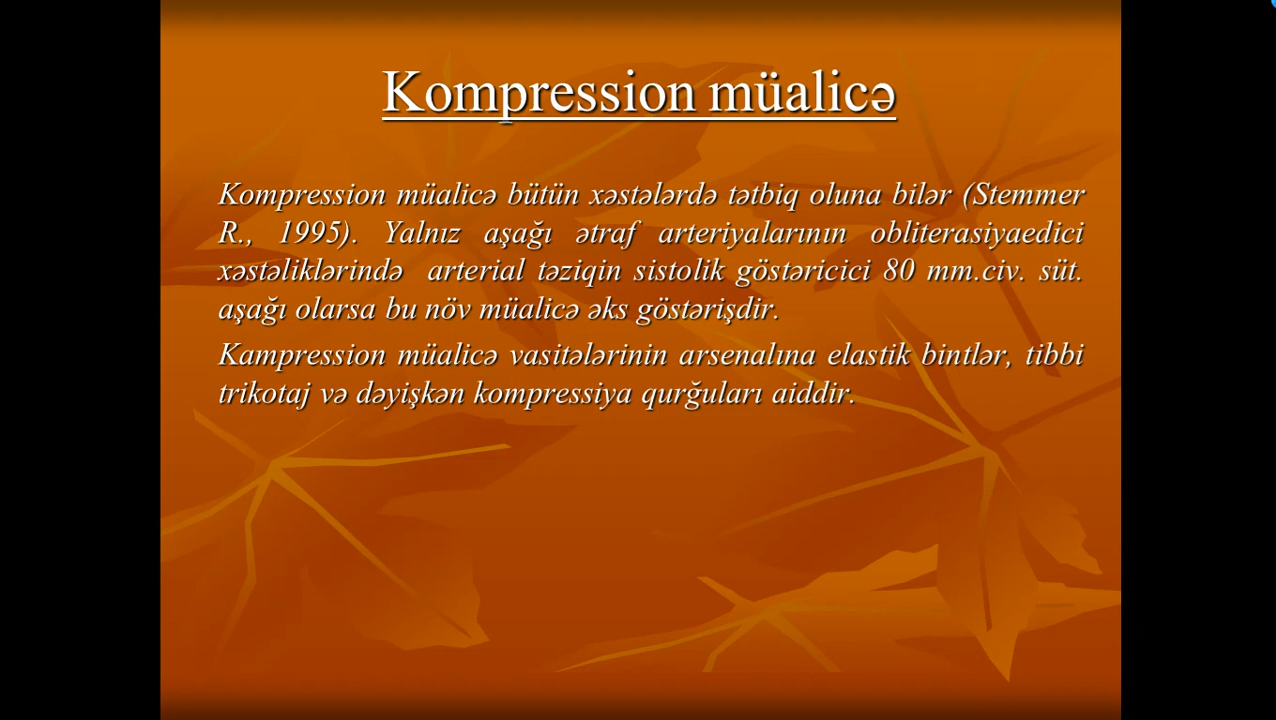 Kompression müalicə
Kompression müalicə bütün xəstələrdə tətbiq oluna bilər (Stemmer
R., 1995). Yalnız aşağı ətraf arteriyalarının obliterasiyaedici
xəstəliklərində arterial təziqin sistolik göstəricici 80 mm.civ. süt.
aşağı olarsa bu növ müalicə əks göstərişdir.
Kampression müalicə vasitələrinin arsenalına elastik bintlər, tibbi
trikotaj və dəyişkən kompressiya qurğuları aiddir.